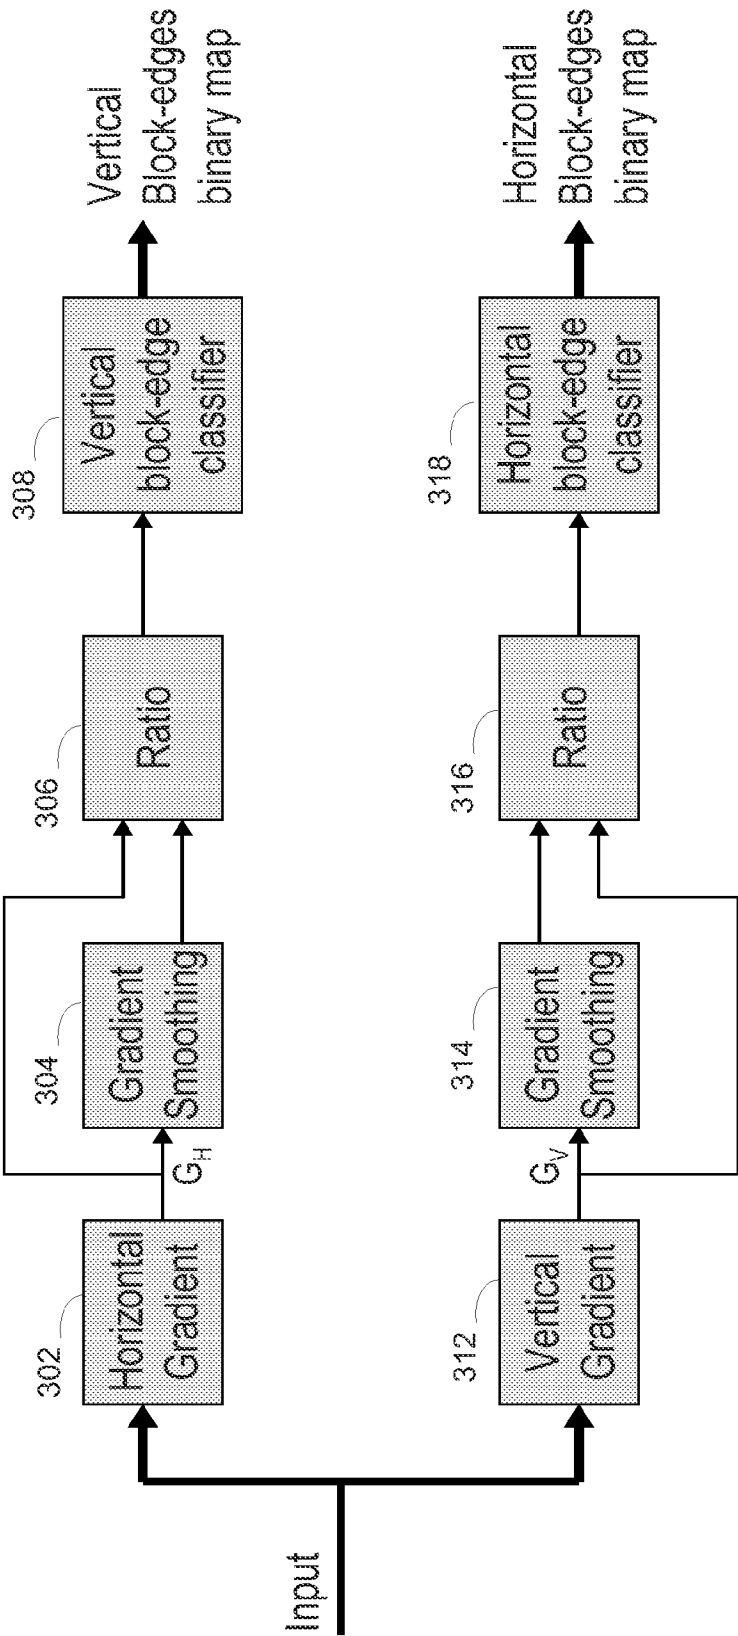 Input
302
Horizontal
Gradient
G_H
304
Gradient
Smoothing
306
Ratio
308
Vertical
block-edge
classifier
Vertical
Block-edges
binary map
312
Vertical
Gradient
G_V
314
Gradient
Smoothing
316
Ratio
318
Horizontal
block-edge
classifier
Horizontal
Block-edges
binary map